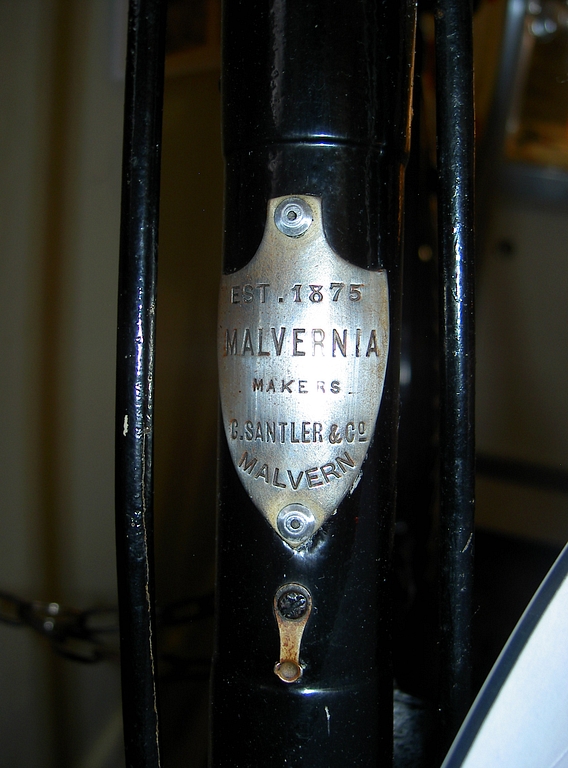 EST. 1875
MALVERNIA
MAKERS
C. SANTLER & Co
MALVERN